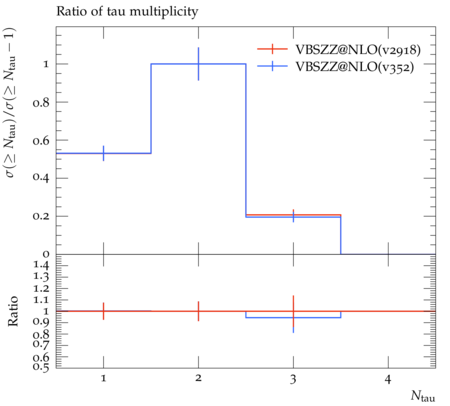 Ratio of tau multiplicity
VBSZZ@NLO(v2918)
VBSZZ@NLO(v352)
σ(≥ Ntau)/σ(≥ Ntau − 1)
1
0.8
0.6
0.4
0.2
0
Ratio
1.4
1.3
1.2
1.1
1
0.9
0.8
0.7
0.6
0.5
1 2 3 4
Ntau